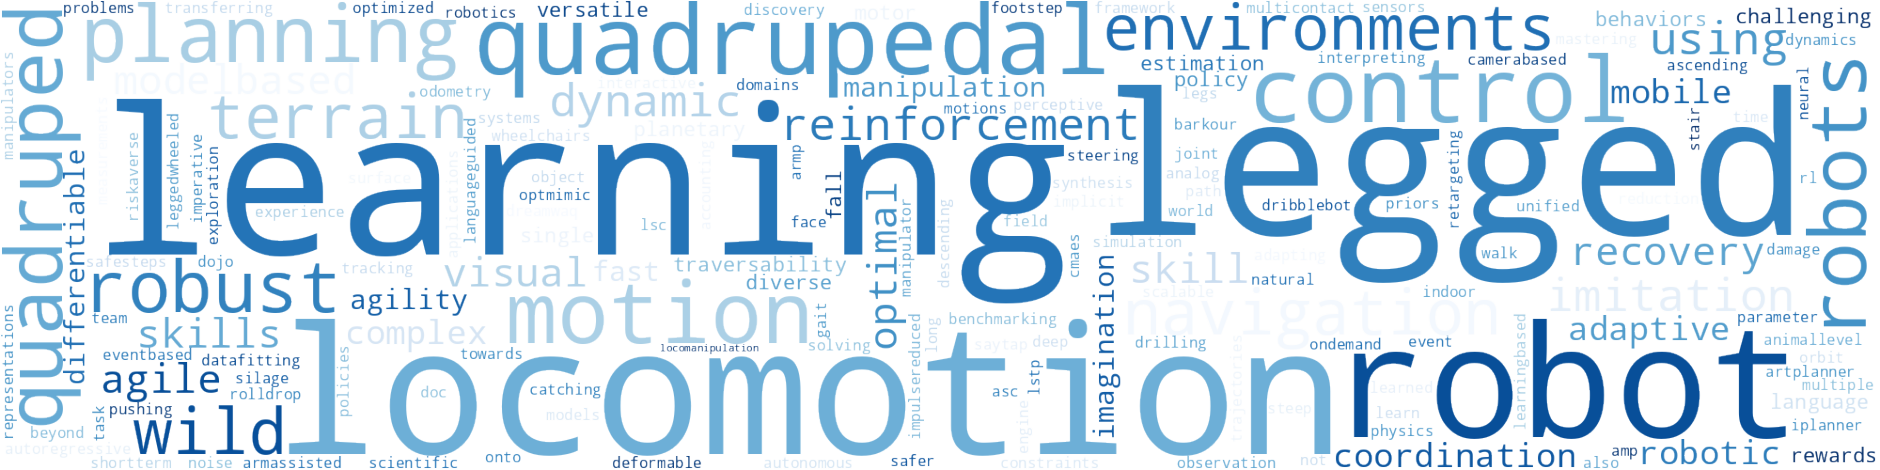 problems
transferring
optimized
robotics
versatile
discovery
motor
footstep
framework
multicontact
sensors
behaviors
challenging
planning
quadrupedal
environments
mastering
using
dynamics
quadruped
manipulators
modelbased
odometry
interactive
domains
manipulation
estimation
policy
interpreting
camerabased
ascending
control
mobile
neural
robots
terrain
dynamic
motions
perceptive
legs
systems
wheelchairs
planetary
reinforcement
barkour
stair
time
differentiable
riskaverse
leggedwheeled
imperative
exploration
learning
legged
surface
applications
languageguided
object
optmimic
accounting
armp
steering
fall
synthesis
implicit
joint
analog
path
world
dribblebot
priors
retargeting
unified
reduction
rl
experience
single
lsc
face
optimal
manipulator
descending
field
cmaes
simulation
adapting
walk
recovery
damage
safesteps
dojo
tracking
visual
fast
traversability
diverse
skill
natural
scalable
indoor
imitation
robust
agility
motion
gait
impulsereduced
long
benchmarking
imagination
navigation
team
skills
complex
solving
saytap
deep
drilling
ondemand
event
learningbased
adaptive
parameter
representations
eventbased
datafitting
towards
locomanipulation
animallevel
orbit
agile
silage
rolldrop
policies
locomotion
doc
catching
models
asc
lstp
engine
trajectories
steep
robot
learned
learn
physics
artplanner
multiple
language
iplanner
pushing
task
wild
beyond
autoregressive
shortterm
noise
armassisted
scientific
onto
deformable
autonomous
safer
constraints
observation
not
coordination
also
amp
robotic
rewards